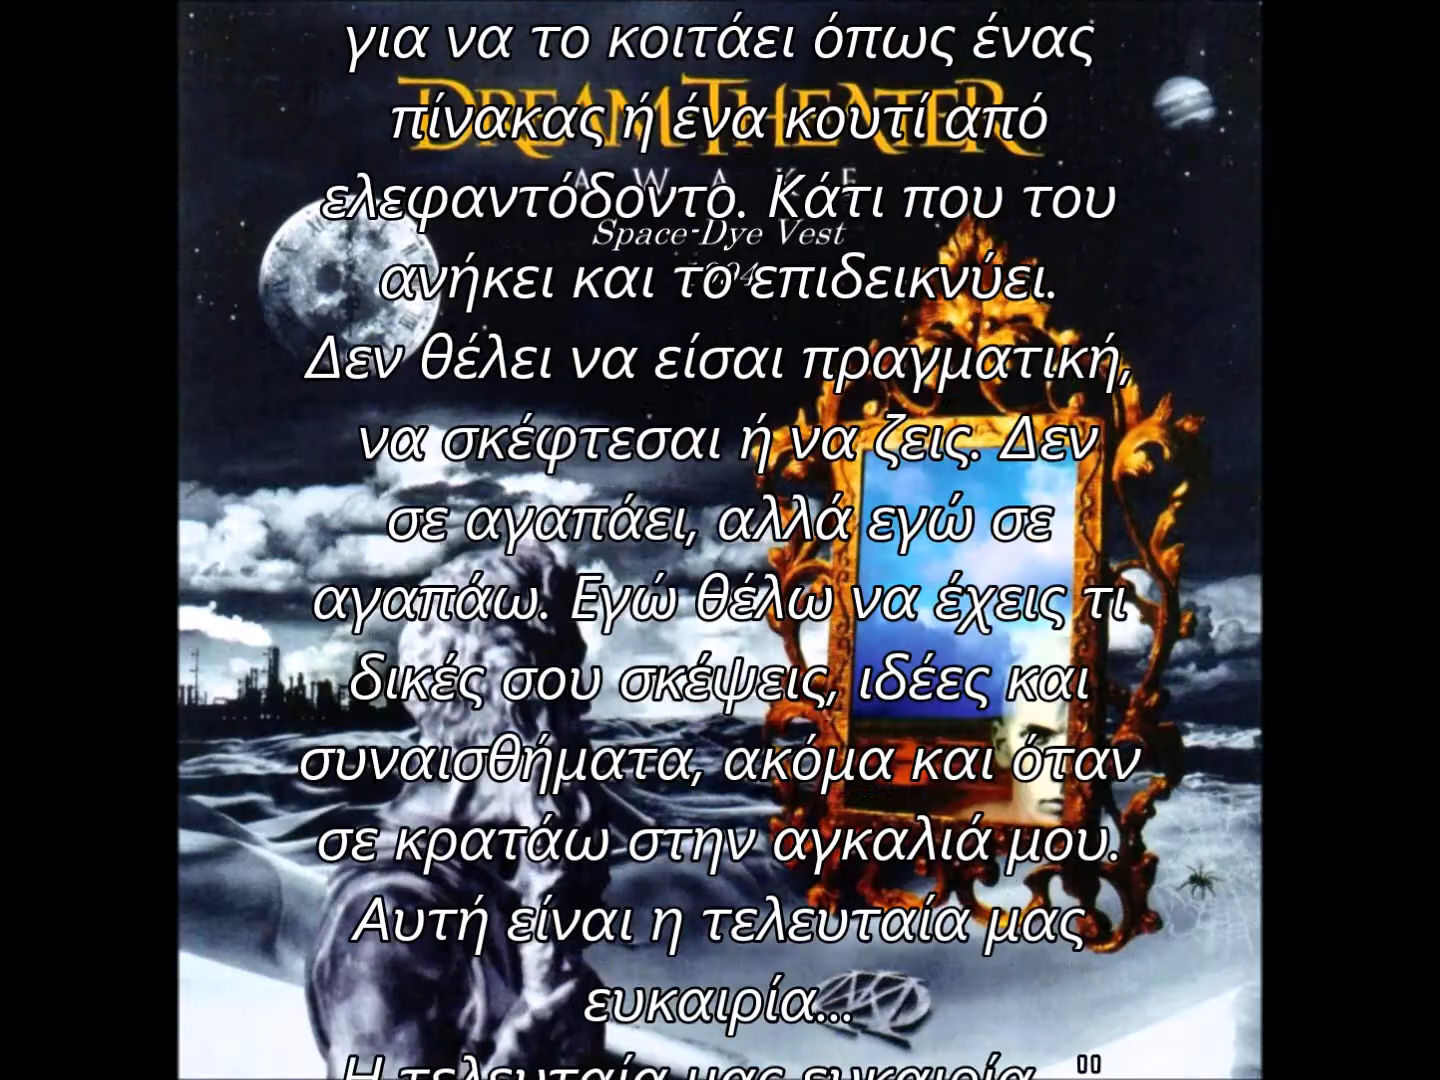 για να το κοιτάει όπως ένας
DREAM THEATER
πίνακας ή ένα κουτί από
AWAKE
ελεφαντόδοντο. Κάτι που του
Space-Dye Vest
ανήκει και το επιδεικνύει.
Δεν θέλει να είσαι πραγματική,
να σκέφτεσαι ή να ζεις. Δεν
σε αγαπάει, αλλά εγώ σε
αγαπάω. Εγώ θέλω να έχεις τι
δικές σου σκέψεις, ιδέες και
συναισθήματα, ακόμα και όταν
σε κρατάω στην αγκαλιά μου.
Αυτή είναι η τελευταία μας
ευκαιρία...
Η τελευταία μας ευκαιρία..."